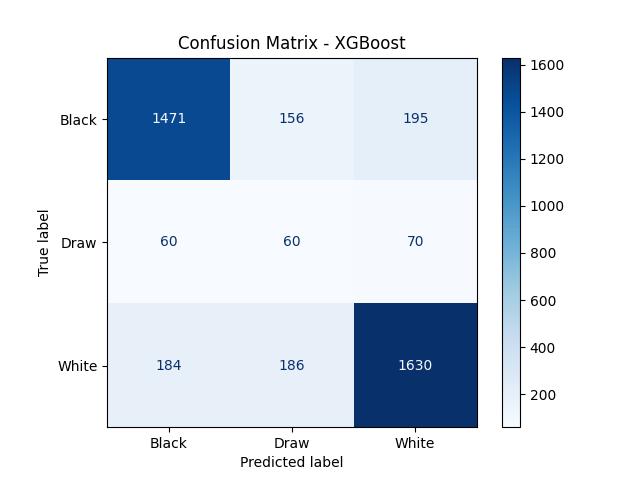 Confusion Matrix - XGBoost
True label
Black
Draw
White
1471 156 195
60 60 70
184 186 1630
Black Draw White
Predicted label
1600
1400
1200
1000
800
600
400
200